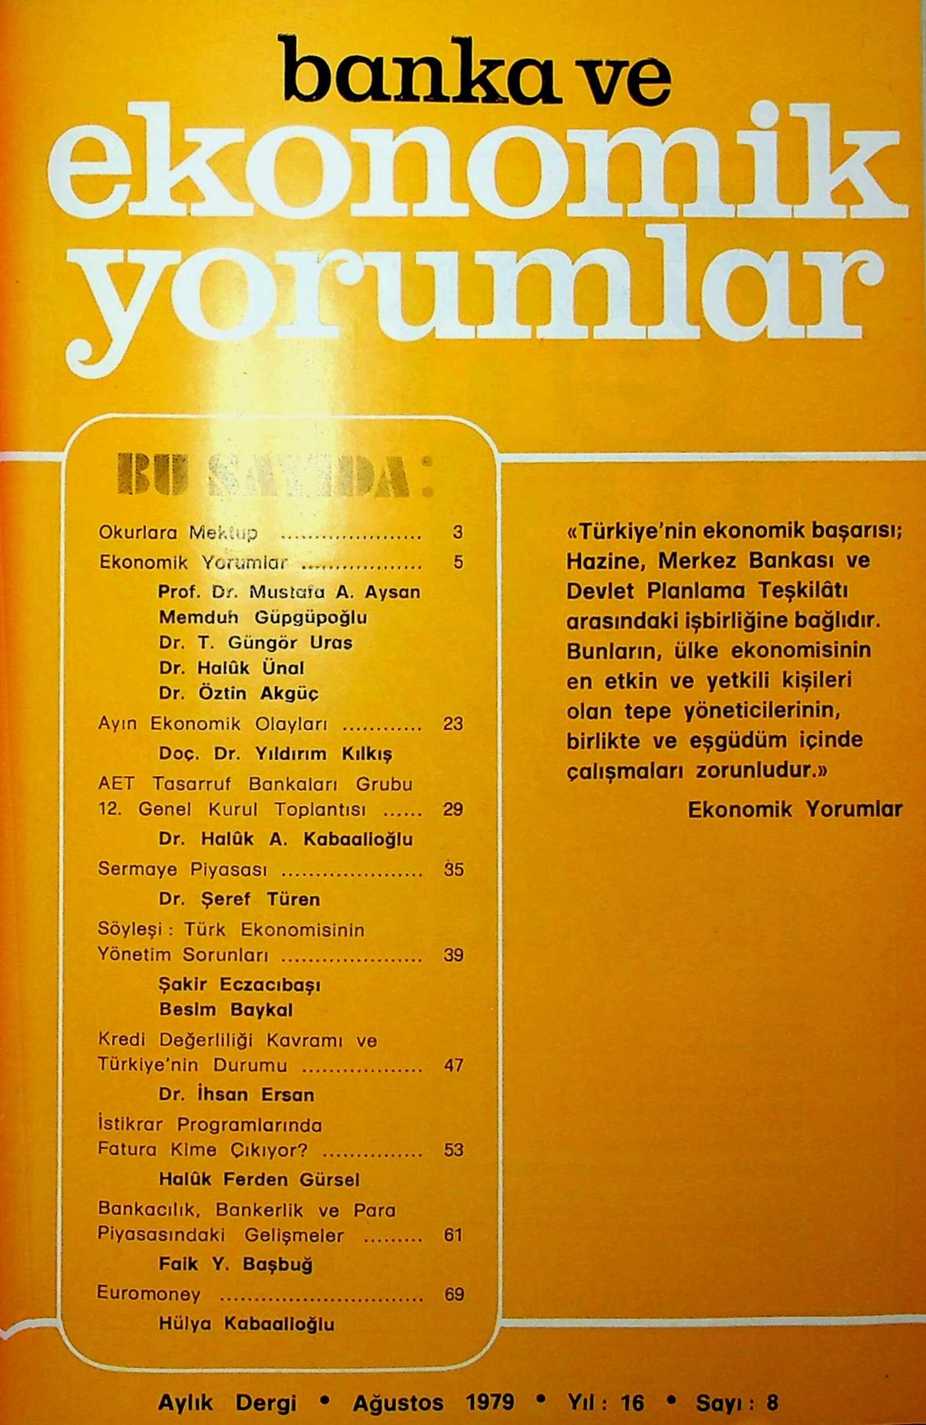 banka ve
ekonomik
yorumlar
BU SAYIDA:
Okurlara Mektup ..................... 3
Ekonomik Yorumlar .................. 5
Prof. Dr. Mustafa A. Aysan
Memduh Güpgüpoğlu
Dr. T. Güngör Uras
Dr. Halûk Ünal
Dr. Öztin Akgüç
Ayın Ekonomik Olayları ............ 23
Doç. Dr. Yıldırım Kılkış
AET Tasarruf Bankaları Grubu
12. Genel Kurul Toplantısı ...... 29
Dr. Halûk A. Kabaalioğlu
Sermaye Piyasası ..................... 35
Dr. Şeref Türen
Söyleşi : Türk Ekonomisinin
Yönetim Sorunları ..................... 39
Şakir Eczacıbaşı
Besim Baykal
Kredi Değerliliği Kavramı ve
Türkiye'nin Durumu .................. 47
Dr. İhsan Ersan
İstikrar Programlarında
Fatura Kime Çıkıyor? ............... 53
Halûk Ferden Gürsel
Bankacılık, Bankerlik ve Para
Piyasasındaki Gelişmeler ......... 61
Faik Y. Başbuğ
Euromoney .............................. 69
Hülya Kabaalioğlu
«Türkiye'nin ekonomik başarısı;
Hazine, Merkez Bankası ve
Devlet Planlama Teşkilâtı
arasındaki işbirliğine bağlıdır.
Bunların, ülke ekonomisinin
en etkin ve yetkili kişileri
olan tepe yöneticilerinin,
birlikte ve eşgüdüm içinde
çalışmaları zorunludur.»
Ekonomik Yorumlar
Aylık Dergi • Ağustos 1979 • Yıl : 16 • Sayı : 8